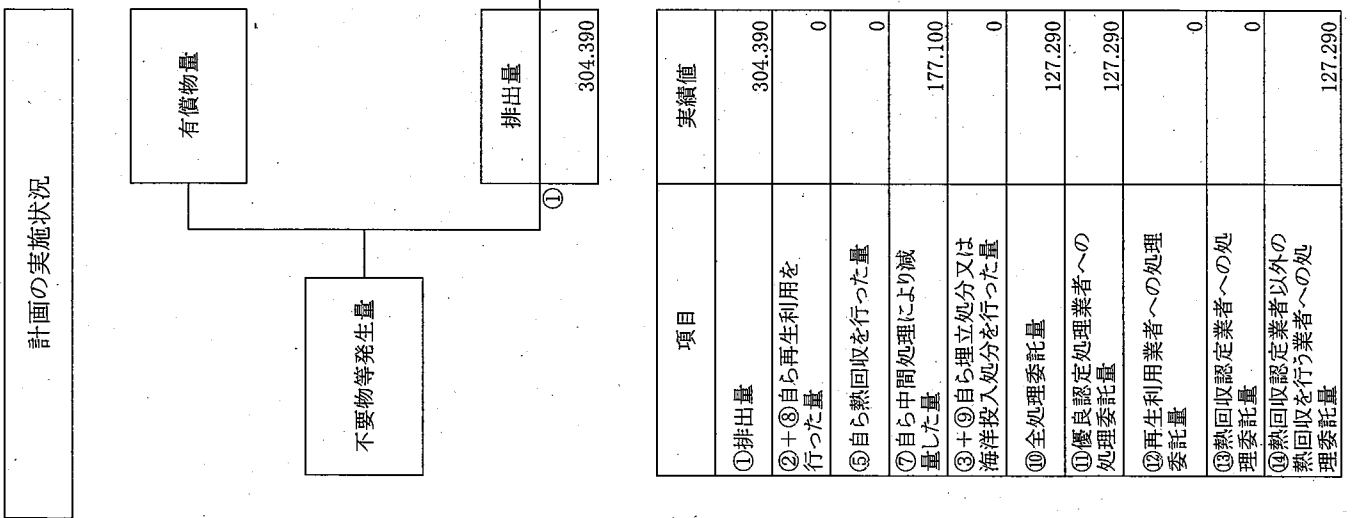 計画の実施状況
有償物量
不要物等発生量
排出量
①
304.390
項目
実績値
①排出量
304.390
②+⑧自ら再生利用を
行った量
0
⑤自ら熱回収を行った量
0
⑦自ら中間処理により減
量した量
177.100
③+⑨自ら埋立処分又は
海洋投入処分を行った量
0
⑩全処理委託量
127.290
⑪優良認定処理業者への
処理委託量
127.290
⑫再生利用業者への処理
委託量
0
⑬熱回収認定業者への処
理委託量
0
⑭熱回収認定業者以外の
熱回収を行う業者への処
理委託量
127.290